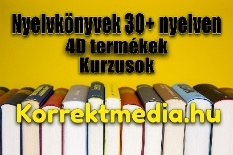 Nyelvkönyvek 30+ nyelven
4D termékek
Kurzusok
Korrektmedia.hu